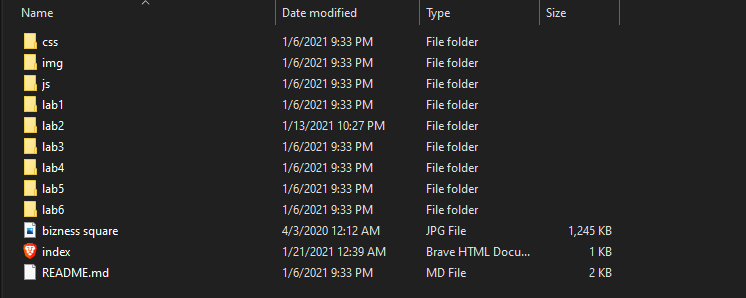 Name Date modified Type Size
css 1/6/2021 9:33 PM File folder
img 1/6/2021 9:33 PM File folder
js 1/6/2021 9:33 PM File folder
lab1 1/6/2021 9:33 PM File folder
lab2 1/13/2021 10:27 PM File folder
lab3 1/6/2021 9:33 PM File folder
lab4 1/6/2021 9:33 PM File folder
lab5 1/6/2021 9:33 PM File folder
lab6 1/6/2021 9:33 PM File folder
bizness square 4/3/2020 12:12 AM JPG File 1,245 KB
index 1/21/2021 12:39 AM Brave HTML Docu... 1 KB
README.md 1/6/2021 9:33 PM MD File 2 KB